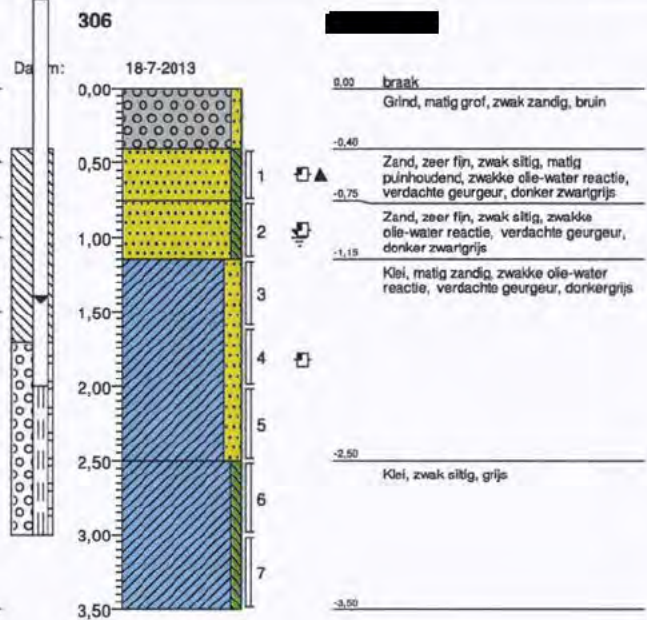 306
Da m: 18-7-2013
0,00
0,50
1,00
1,50
2,00
2,50
3,00
3,50
1
2
3
4
5
6
7
0,00 braak
Grind, matig grof, zwak zandig, bruin
-0,40
Zand, zeer fijn, zwak siltig, matig
puinhoudend, zwakke olie-water reactie,
verdachte geurgeur, donker zwartgrijs
-0,75
Zand, zeer fijn, zwak siltig, zwakke
olie-water reactie, verdachte geurgeur,
donker zwartgrijs
-1,15
Klei, matig zandig, zwakke olie-water
reactie, verdachte geurgeur, donkergrijs
-2,50
Klei, zwak siltig, grijs
-3,50